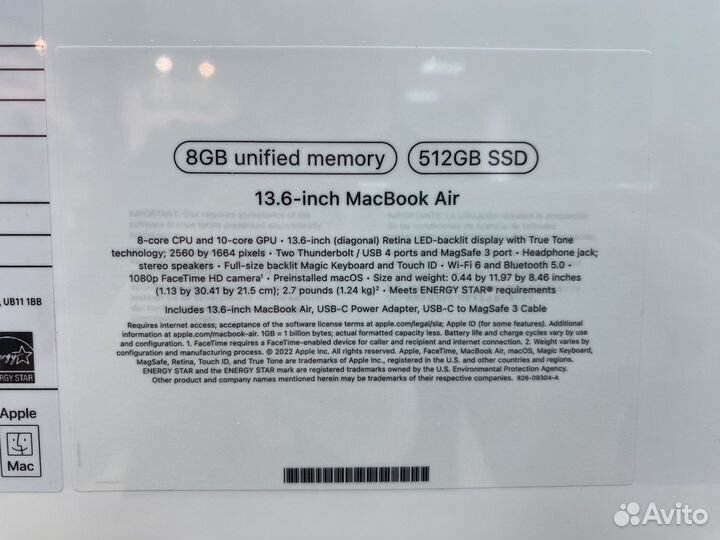 8GB unified memory
512GB SSD
13.6-inch MacBook Air
8-core CPU and 10-core GPU • 13.6-inch (diagonal) Retina LED-backlit display with True Tone
technology; 2560 by 1664 pixels • Two Thunderbolt / USB 4 ports and MagSafe 3 port • Headphone jack;
stereo speakers • Full-size backlit Magic Keyboard and Touch ID • Wi-Fi 6 and Bluetooth 5.0 •
1080p FaceTime HD camera¹ • Preinstalled macOS • Size and weight: 0.44 by 11.97 by 8.46 inches
(1.13 by 30.41 by 21.5 cm); 2.7 pounds (1.24 kg)² • Meets ENERGY STAR® requirements
Includes 13.6-inch MacBook Air, USB-C Power Adapter, USB-C to MagSafe 3 Cable
Requires internet access; acceptance of the software license terms at apple.com/legal/sla; Apple ID (for some features). Additional
information at apple.com/macbook-air. 1GB = 1 billion bytes; actual formatted capacity less. Battery life and charge cycles vary by use
and configuration. 1. FaceTime requires a FaceTime-enabled device for caller and recipient and internet connection. 2. Weight varies by
configuration and manufacturing process. © 2022 Apple Inc. All rights reserved. Apple, FaceTime, MacBook Air, macOS, Magic Keyboard,
MagSafe, Retina, Touch ID, and True Tone are trademarks of Apple Inc., registered in the U.S. and other countries and regions.
ENERGY STAR and the ENERGY STAR mark are registered trademarks owned by the U.S. Environmental Protection Agency.
Other product and company names mentioned herein may be trademarks of their respective companies. 826-09304-A
, UB11 1BB
ENERGY STAR
Apple
Mac
Avito